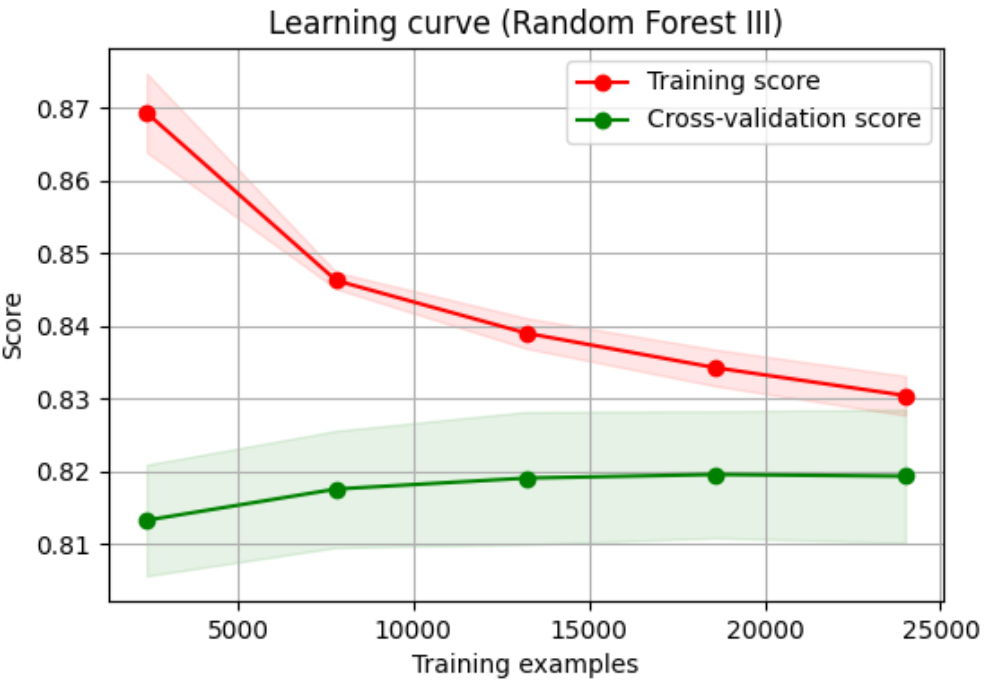 Learning curve (Random Forest III)
Training score
Cross-validation score
0.87
0.86
0.85
0.84
0.83
0.82
0.81
Score
5000 10000 15000 20000 25000
Training examples